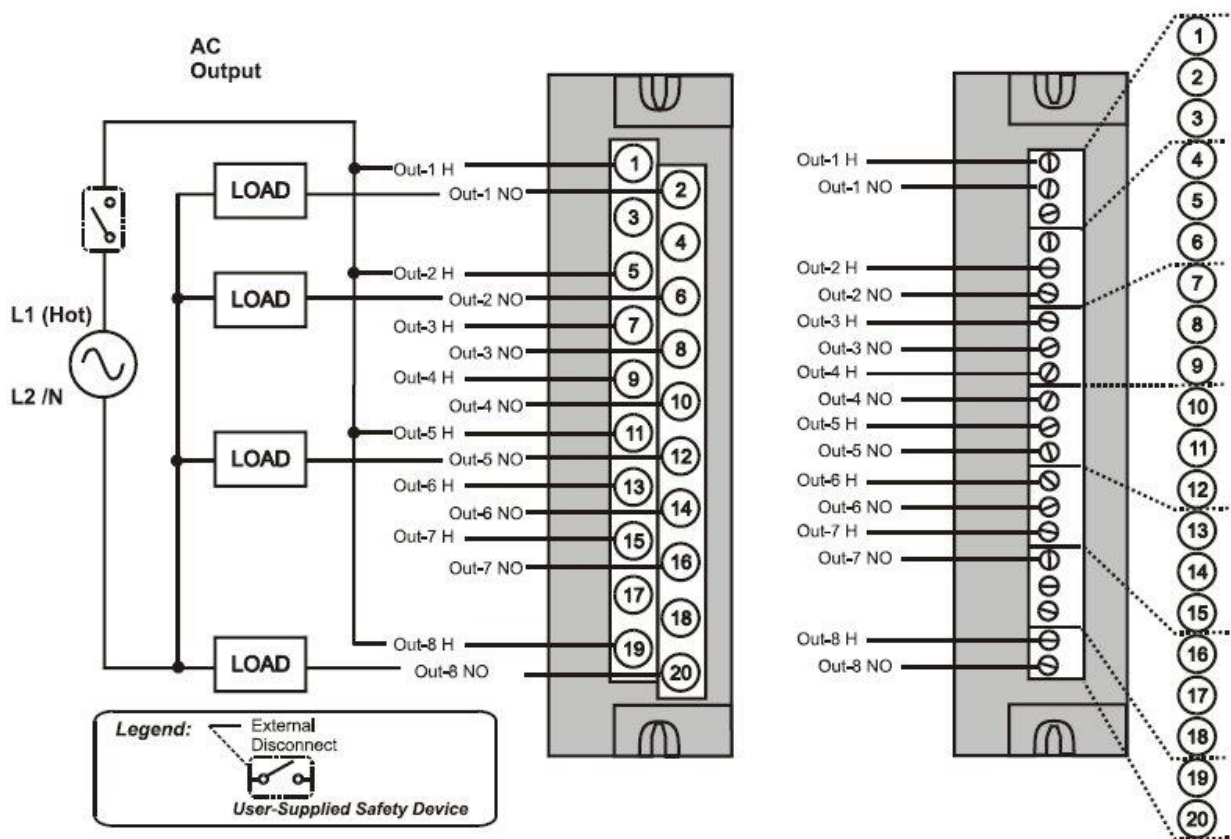 AC
Output
L1 (Hot)
L2 /N
LOAD
LOAD
LOAD
LOAD
Out-1 H
Out-1 NO
Out-2 H
Out-2 NO
Out-3 H
Out-3 NO
Out-4 H
Out-4 NO
Out-5 H
Out-5 NO
Out-6 H
Out-6 NO
Out-7 H
Out-7 NO
Out-8 H
Out-8 NO
1
2
3
4
5
6
7
8
9
10
11
12
13
14
15
16
17
18
19
20
Legend:
External
Disconnect
User-Supplied Safety Device
Out-1 H
Out-1 NO
Out-2 H
Out-2 NO
Out-3 H
Out-3 NO
Out-4 H
Out-4 NO
Out-5 H
Out-5 NO
Out-6 H
Out-6 NO
Out-7 H
Out-7 NO
Out-8 H
Out-8 NO
1
2
3
4
5
6
7
8
9
10
11
12
13
14
15
16
17
18
19
20